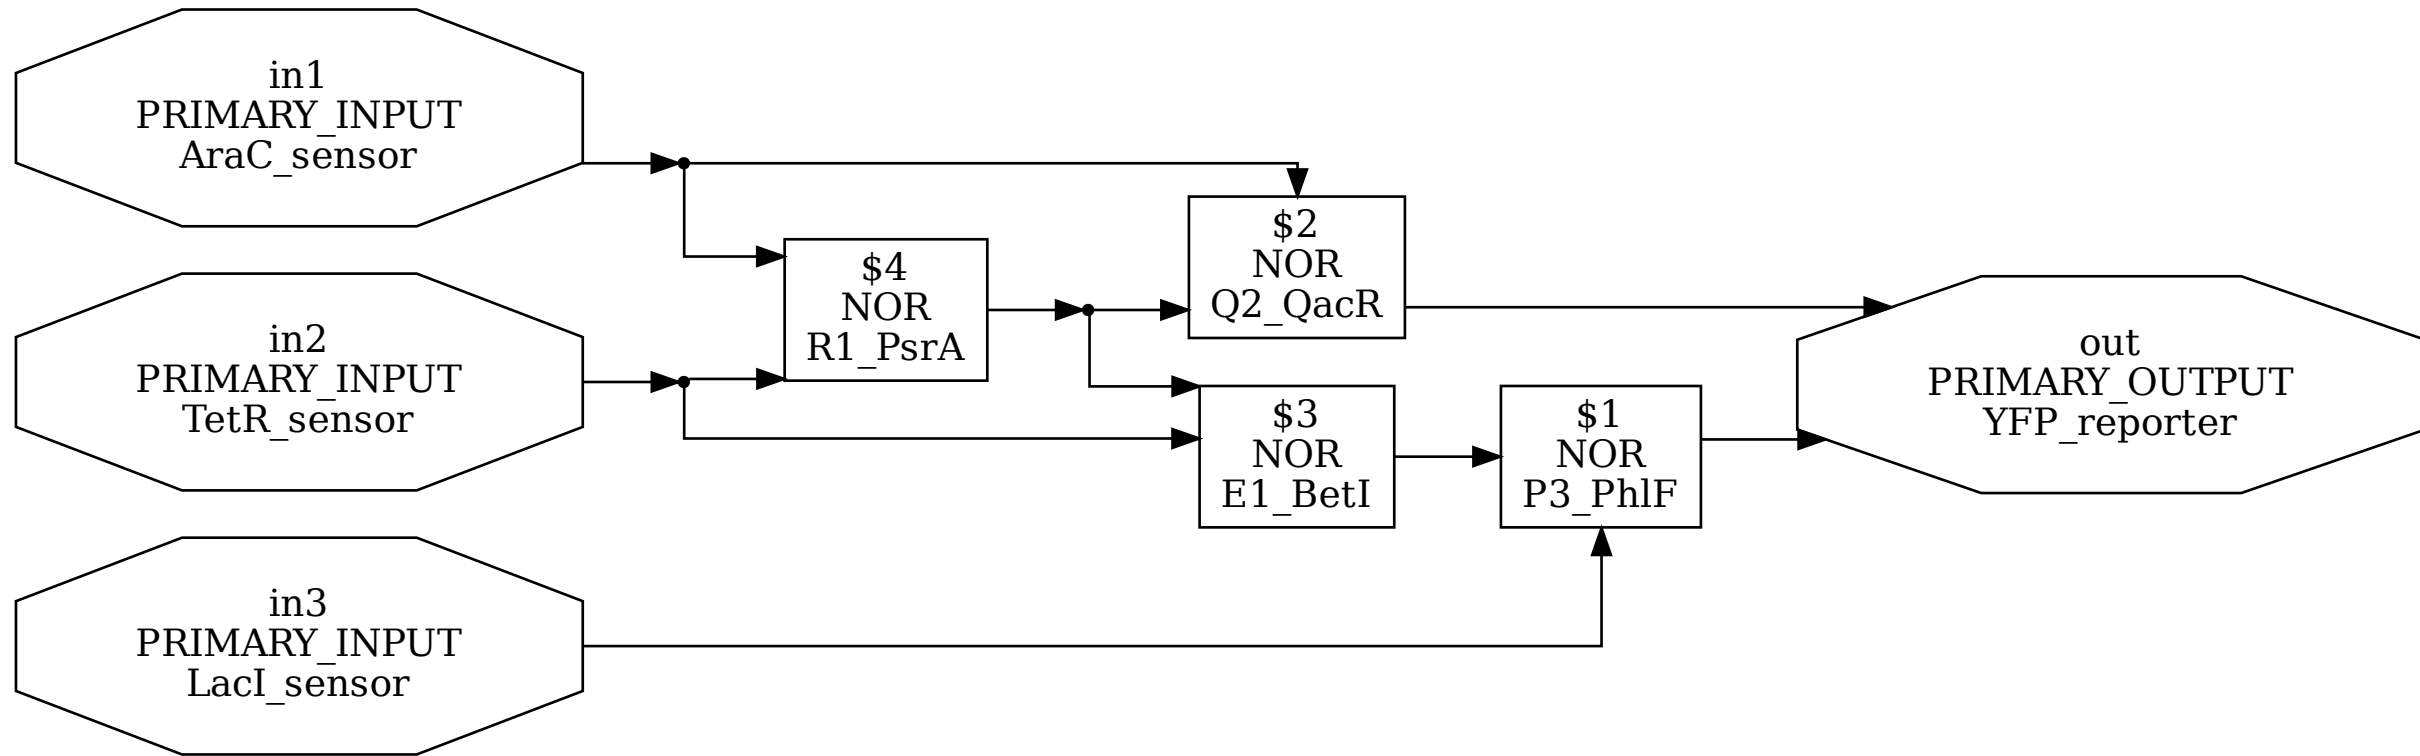 in1
PRIMARY_INPUT
AraC_sensor
in2
PRIMARY_INPUT
TetR_sensor
in3
PRIMARY_INPUT
LacI_sensor
$4
NOR
R1_PsrA
$2
NOR
Q2_QacR
$3
NOR
E1_BetI
$1
NOR
P3_PhlF
out
PRIMARY_OUTPUT
YFP_reporter